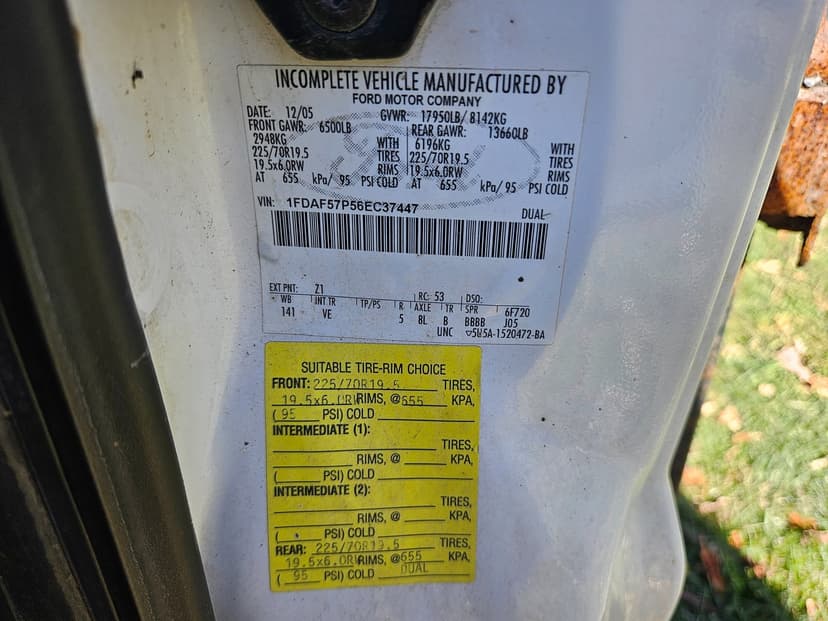 INCOMPLETE VEHICLE MANUFACTURED BY
FORD MOTOR COMPANY
DATE: 12/05 GVWR: 17950LB/ 8142KG
FRONT GAWR: 6500LB REAR GAWR: 13660LB
2948KG WITH 6196KG WITH
225/70R19.5 TIRES 225/70R19.5 TIRES
19.5x6.0RW RIMS 19.5x6.0RW RIMS
AT 655 kPa/ 95 PSI COLD AT 655 kPa/ 95 PSI COLD
VIN: 1FDAF57P56EC37447 DUAL
EXT PNT: Z1 RC: 53 DSO:
WB INT TR TP/PS R AXLE TR SPR 6F720
141 VE 5 8L B BBBB J05
UNC ▽5U5A-1520472-BA
SUITABLE TIRE-RIM CHOICE
FRONT: 225/70R19.5 TIRES,
19.5x6.0RW RIMS, @655 KPA,
( 95 PSI) COLD
INTERMEDIATE (1):
TIRES,
RIMS, @ KPA,
( PSI) COLD
INTERMEDIATE (2):
TIRES,
RIMS, @ KPA,
( PSI) COLD
REAR: 225/70R19.5 TIRES,
19.5x6.0RW RIMS, @655 KPA,
( 95 PSI) COLD DUAL